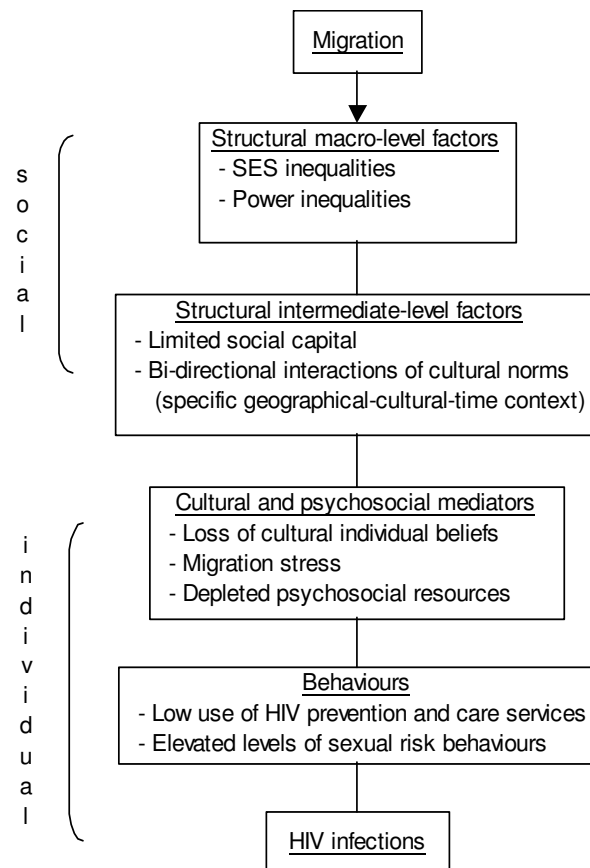 Migration
Structural macro-level factors
- SES inequalities
- Power inequalities
social
Structural intermediate-level factors
- Limited social capital
- Bi-directional interactions of cultural norms
(specific geographical-cultural-time context)
Cultural and psychosocial mediators
- Loss of cultural individual beliefs
- Migration stress
- Depleted psychosocial resources
individual
Behaviours
- Low use of HIV prevention and care services
- Elevated levels of sexual risk behaviours
HIV infections